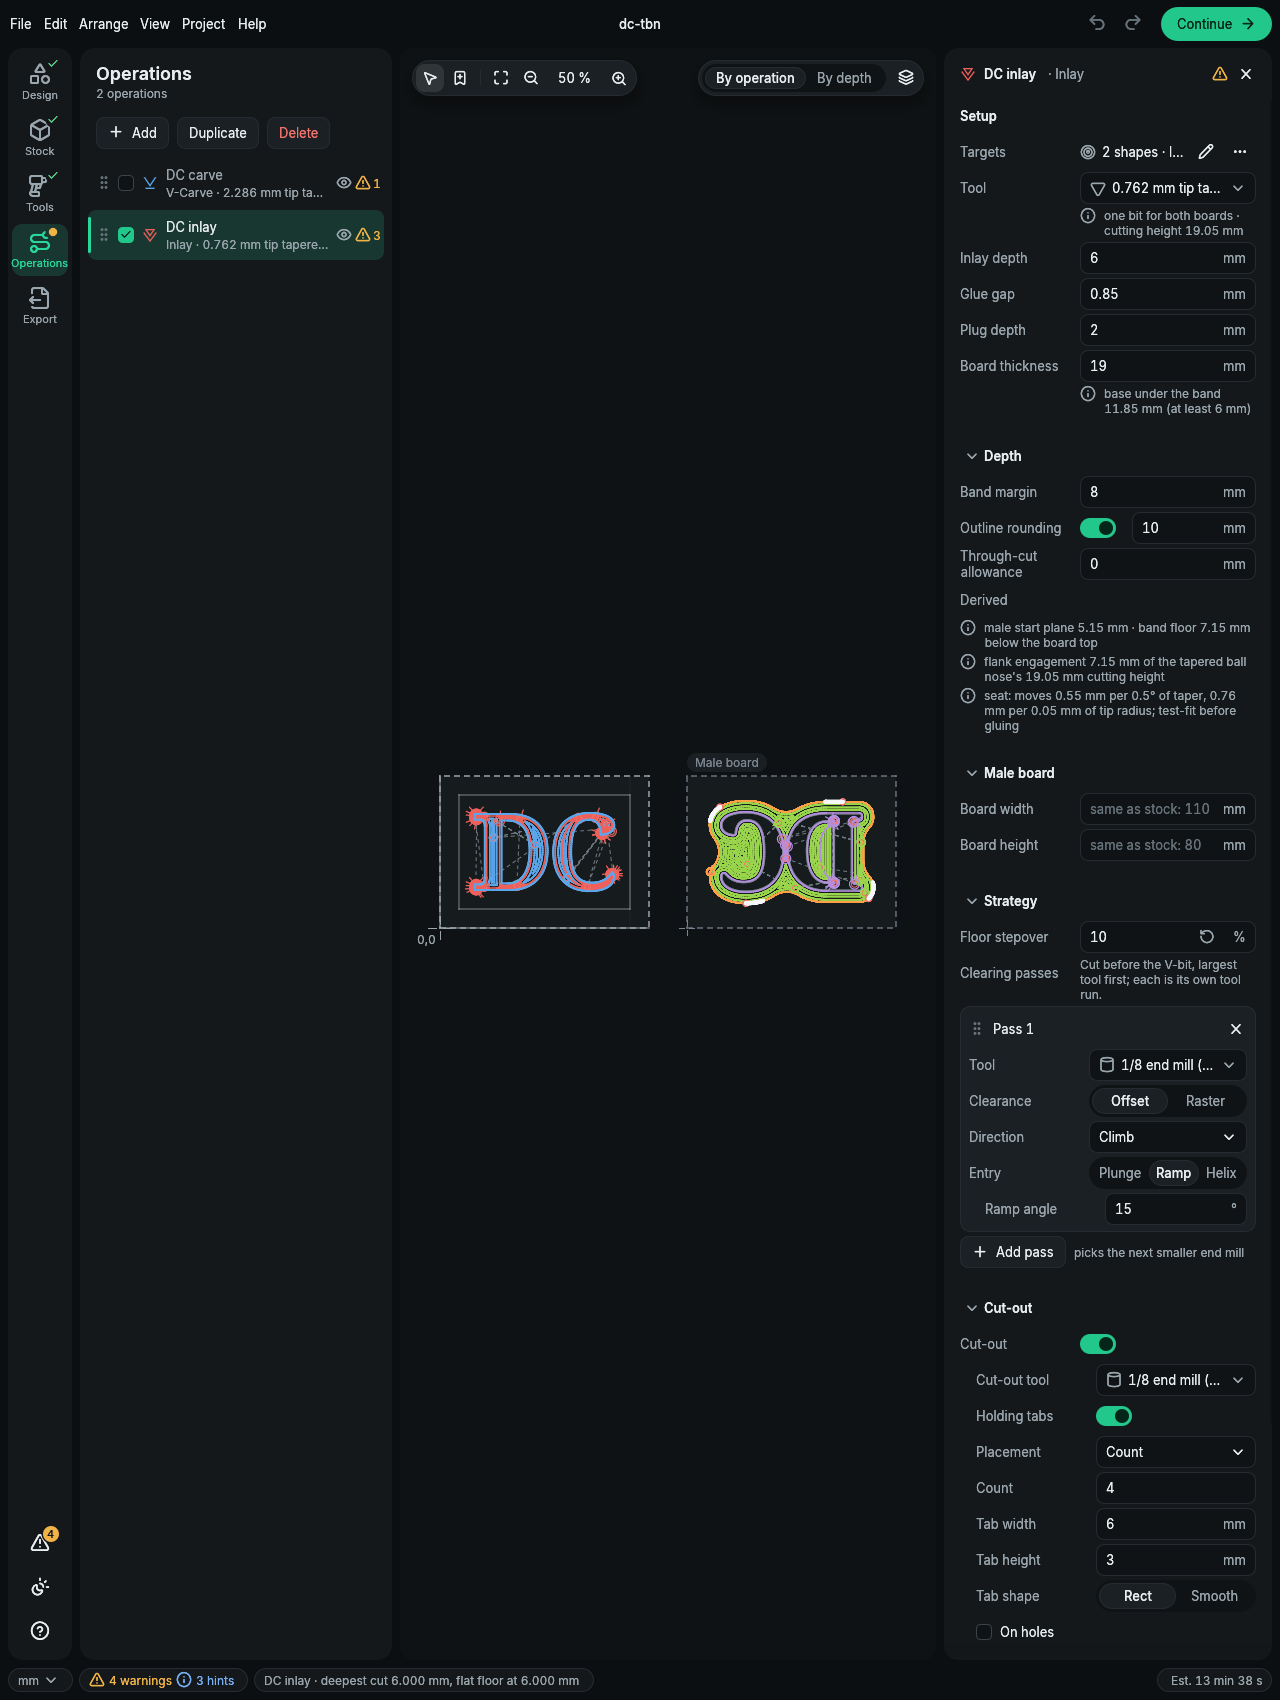 File Edit Arrange View Project Help
dc-tbn
Continue
Design
Stock
Tools
Operations
Export
4
Operations
2 operations
Add
Duplicate
Delete
DC carve
V-Carve · 2.286 mm tip ta...
1
DC inlay
Inlay · 0.762 mm tip tapere...
3
50 %
By operation
By depth
Male board
DC
DC
0,0
DC inlay · Inlay
Setup
Targets
2 shapes · I...
Tool
0.762 mm tip ta...
one bit for both boards ·
cutting height 19.05 mm
Inlay depth
6 mm
Glue gap
0.85 mm
Plug depth
2 mm
Board thickness
19 mm
base under the band
11.85 mm (at least 6 mm)
Depth
Band margin
8 mm
Outline rounding
10 mm
Through-cut
allowance
0 mm
Derived
male start plane 5.15 mm · band floor 7.15 mm
below the board top
flank engagement 7.15 mm of the tapered ball
nose's 19.05 mm cutting height
seat: moves 0.55 mm per 0.5° of taper, 0.76
mm per 0.05 mm of tip radius; test-fit before
gluing
Male board
Board width
same as stock: 110 mm
Board height
same as stock: 80 mm
Strategy
Floor stepover
10 %
Clearing passes
Cut before the V-bit, largest
tool first; each is its own tool
run.
Pass 1
Tool
1/8 end mill (...
Clearance
Offset Raster
Direction
Climb
Entry
Plunge Ramp Helix
Ramp angle
15 °
Add pass
picks the next smaller end mill
Cut-out
Cut-out
Cut-out tool
1/8 end mill (...
Holding tabs
Placement
Count
Count
4
Tab width
6 mm
Tab height
3 mm
Tab shape
Rect Smooth
On holes
mm
4 warnings 3 hints
DC inlay · deepest cut 6.000 mm, flat floor at 6.000 mm
Est. 13 min 38 s